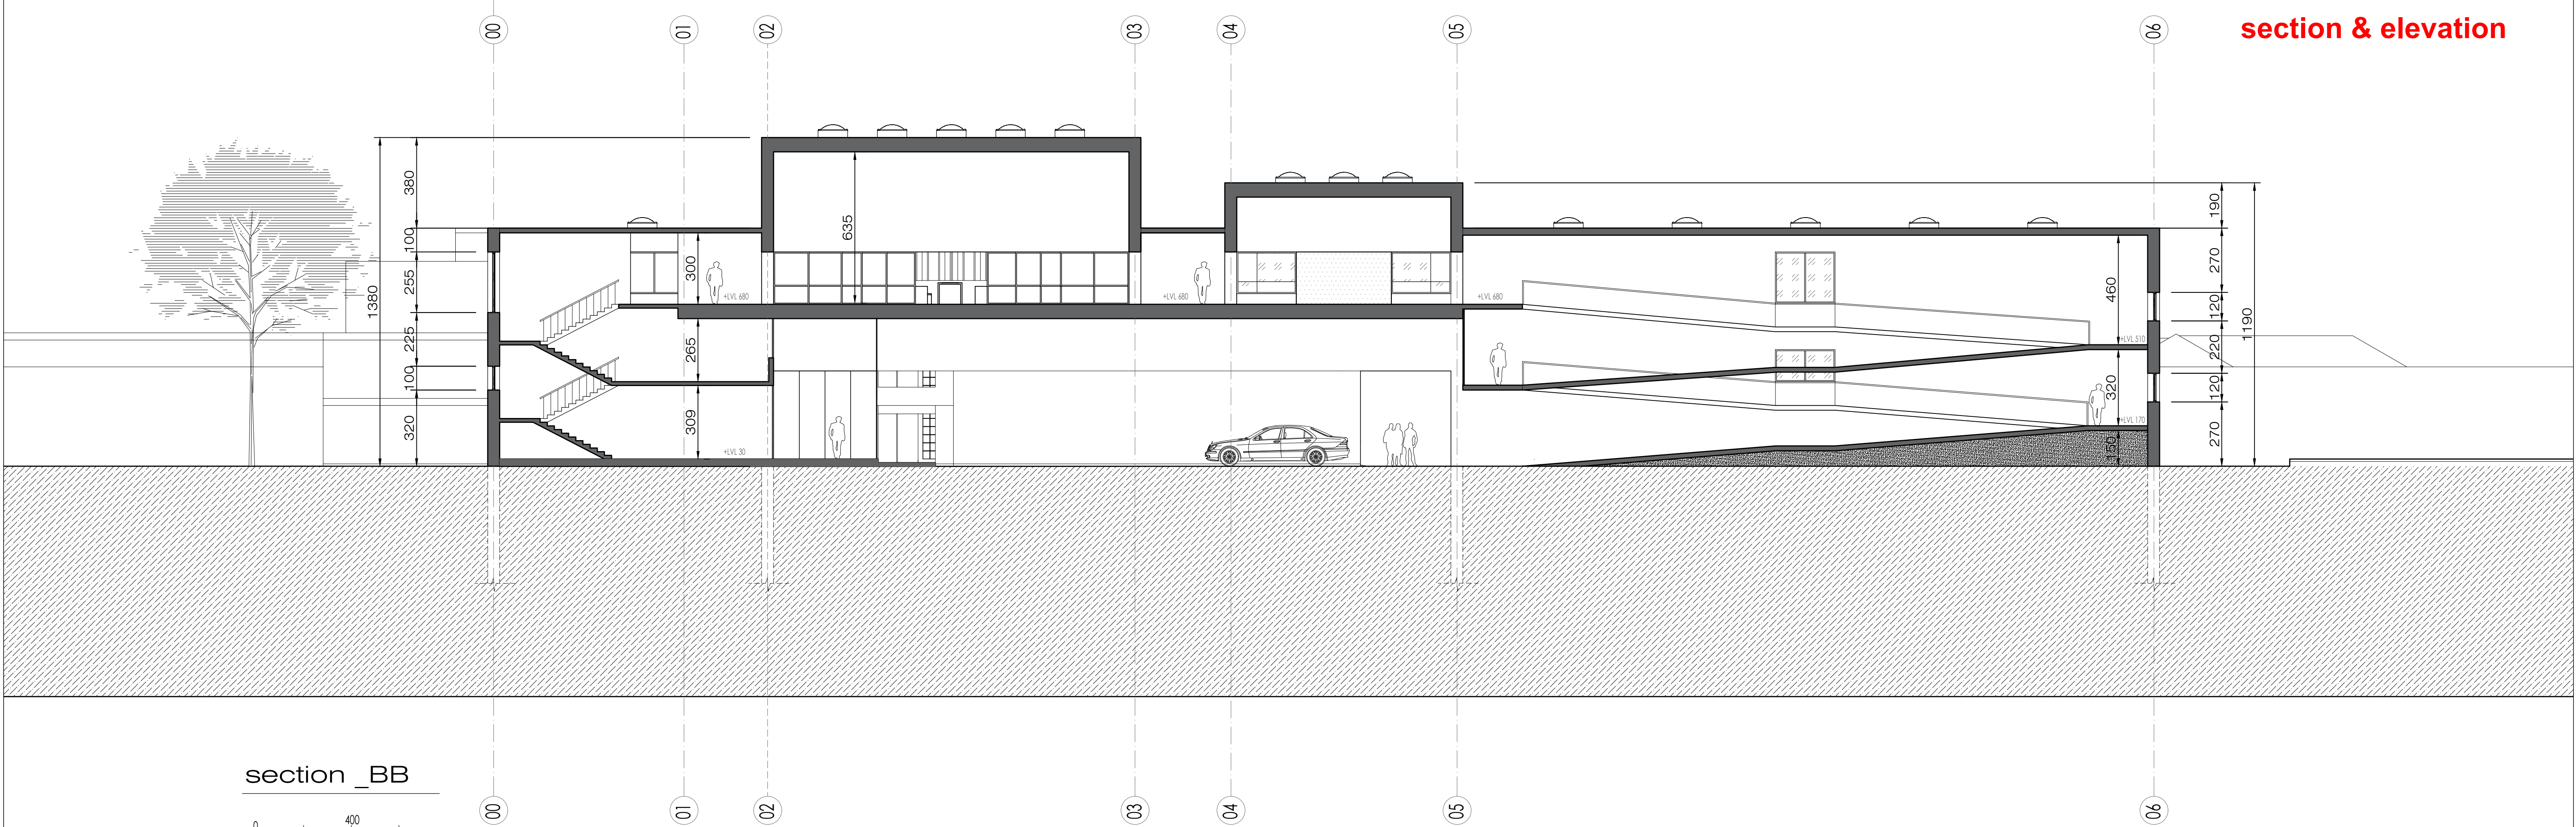 00 01 02 03 04 05 06
section & elevation
380
100
255
225
100
320
1380
635
300
265
309
+LVL 680
+LVL 680
+LVL 680
+LVL 30
460
320
150
+LVL 510
+LVL 170
190
270
120
220
120
270
1190
section _BB
00 01 02 03 04 05 06
0 400